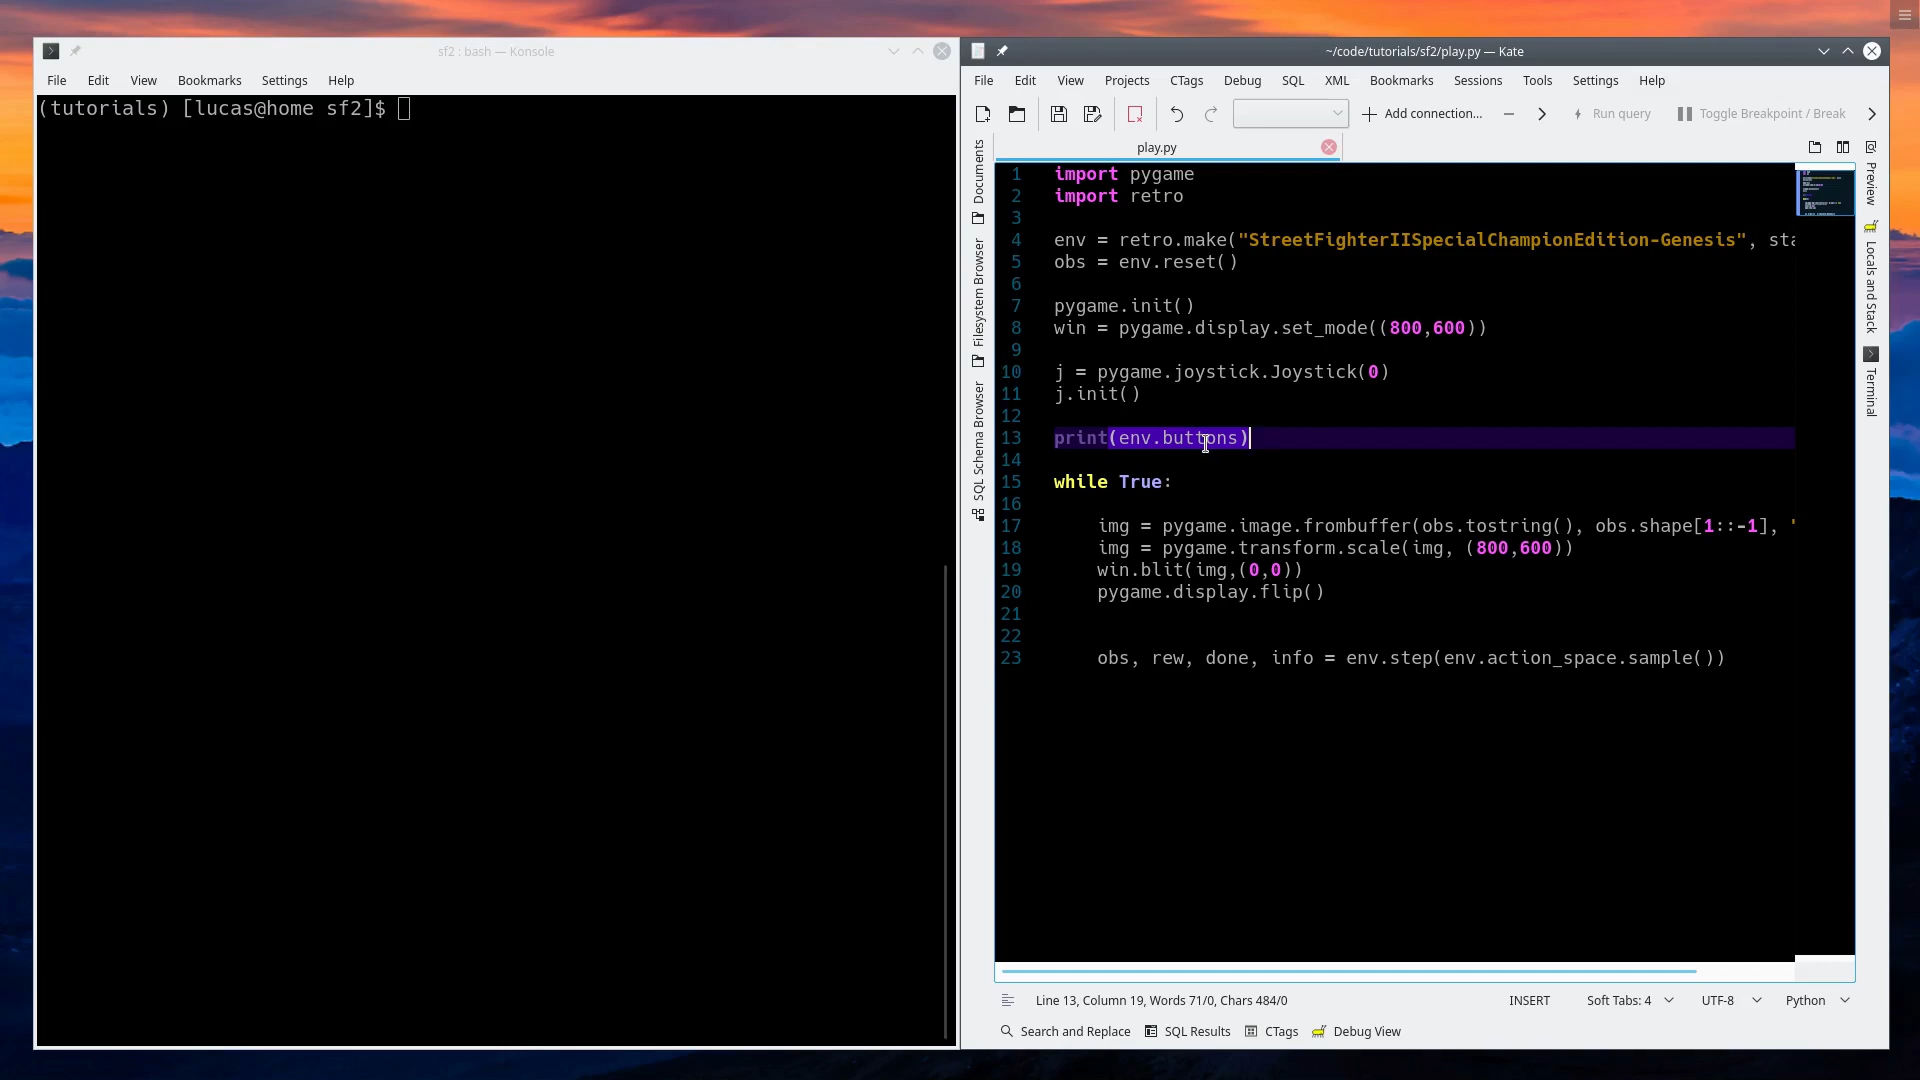 sf2 : bash — Konsole
File Edit View Bookmarks Settings Help
(tutorials) [lucas@home sf2]$
~/code/tutorials/sf2/play.py — Kate
File Edit View Projects CTags Debug SQL XML Bookmarks Sessions Tools Settings Help
Add connection... Run query Toggle Breakpoint / Break
play.py
Documents
Filesystem Browser
SQL Schema Browser
1 import pygame
2 import retro
3
4 env = retro.make("StreetFighterIISpecialChampionEdition-Genesis", sta
5 obs = env.reset()
6
7 pygame.init()
8 win = pygame.display.set_mode((800,600))
9
10 j = pygame.joystick.Joystick(0)
11 j.init()
12
13 print(env.buttons)
14
15 while True:
16
17 img = pygame.image.frombuffer(obs.tostring(), obs.shape[1::-1], '
18 img = pygame.transform.scale(img, (800,600))
19 win.blit(img,(0,0))
20 pygame.display.flip()
21
22
23 obs, rew, done, info = env.step(env.action_space.sample())
Preview
Locals and Stack
Terminal
Line 13, Column 19, Words 71/0, Chars 484/0 INSERT Soft Tabs: 4 UTF-8 Python
Search and Replace SQL Results CTags Debug View